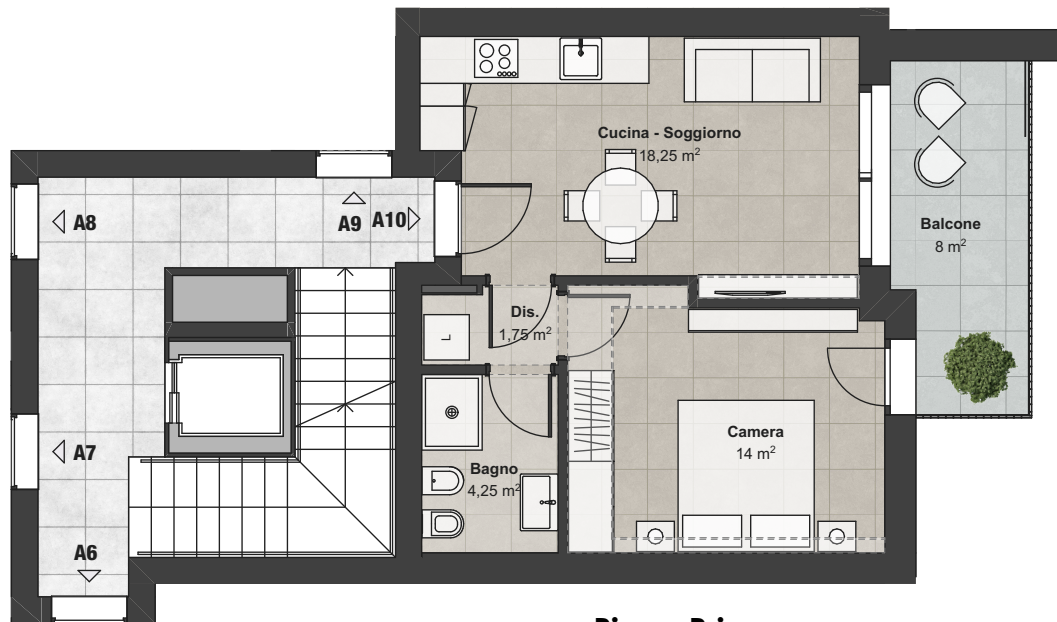 Cucina - Soggiorno
18,25 m²
A8
A9
A10
Balcone
8 m²
Dis.
1,75 m²
L
A7
Camera
14 m²
Bagno
4,25 m²
A6